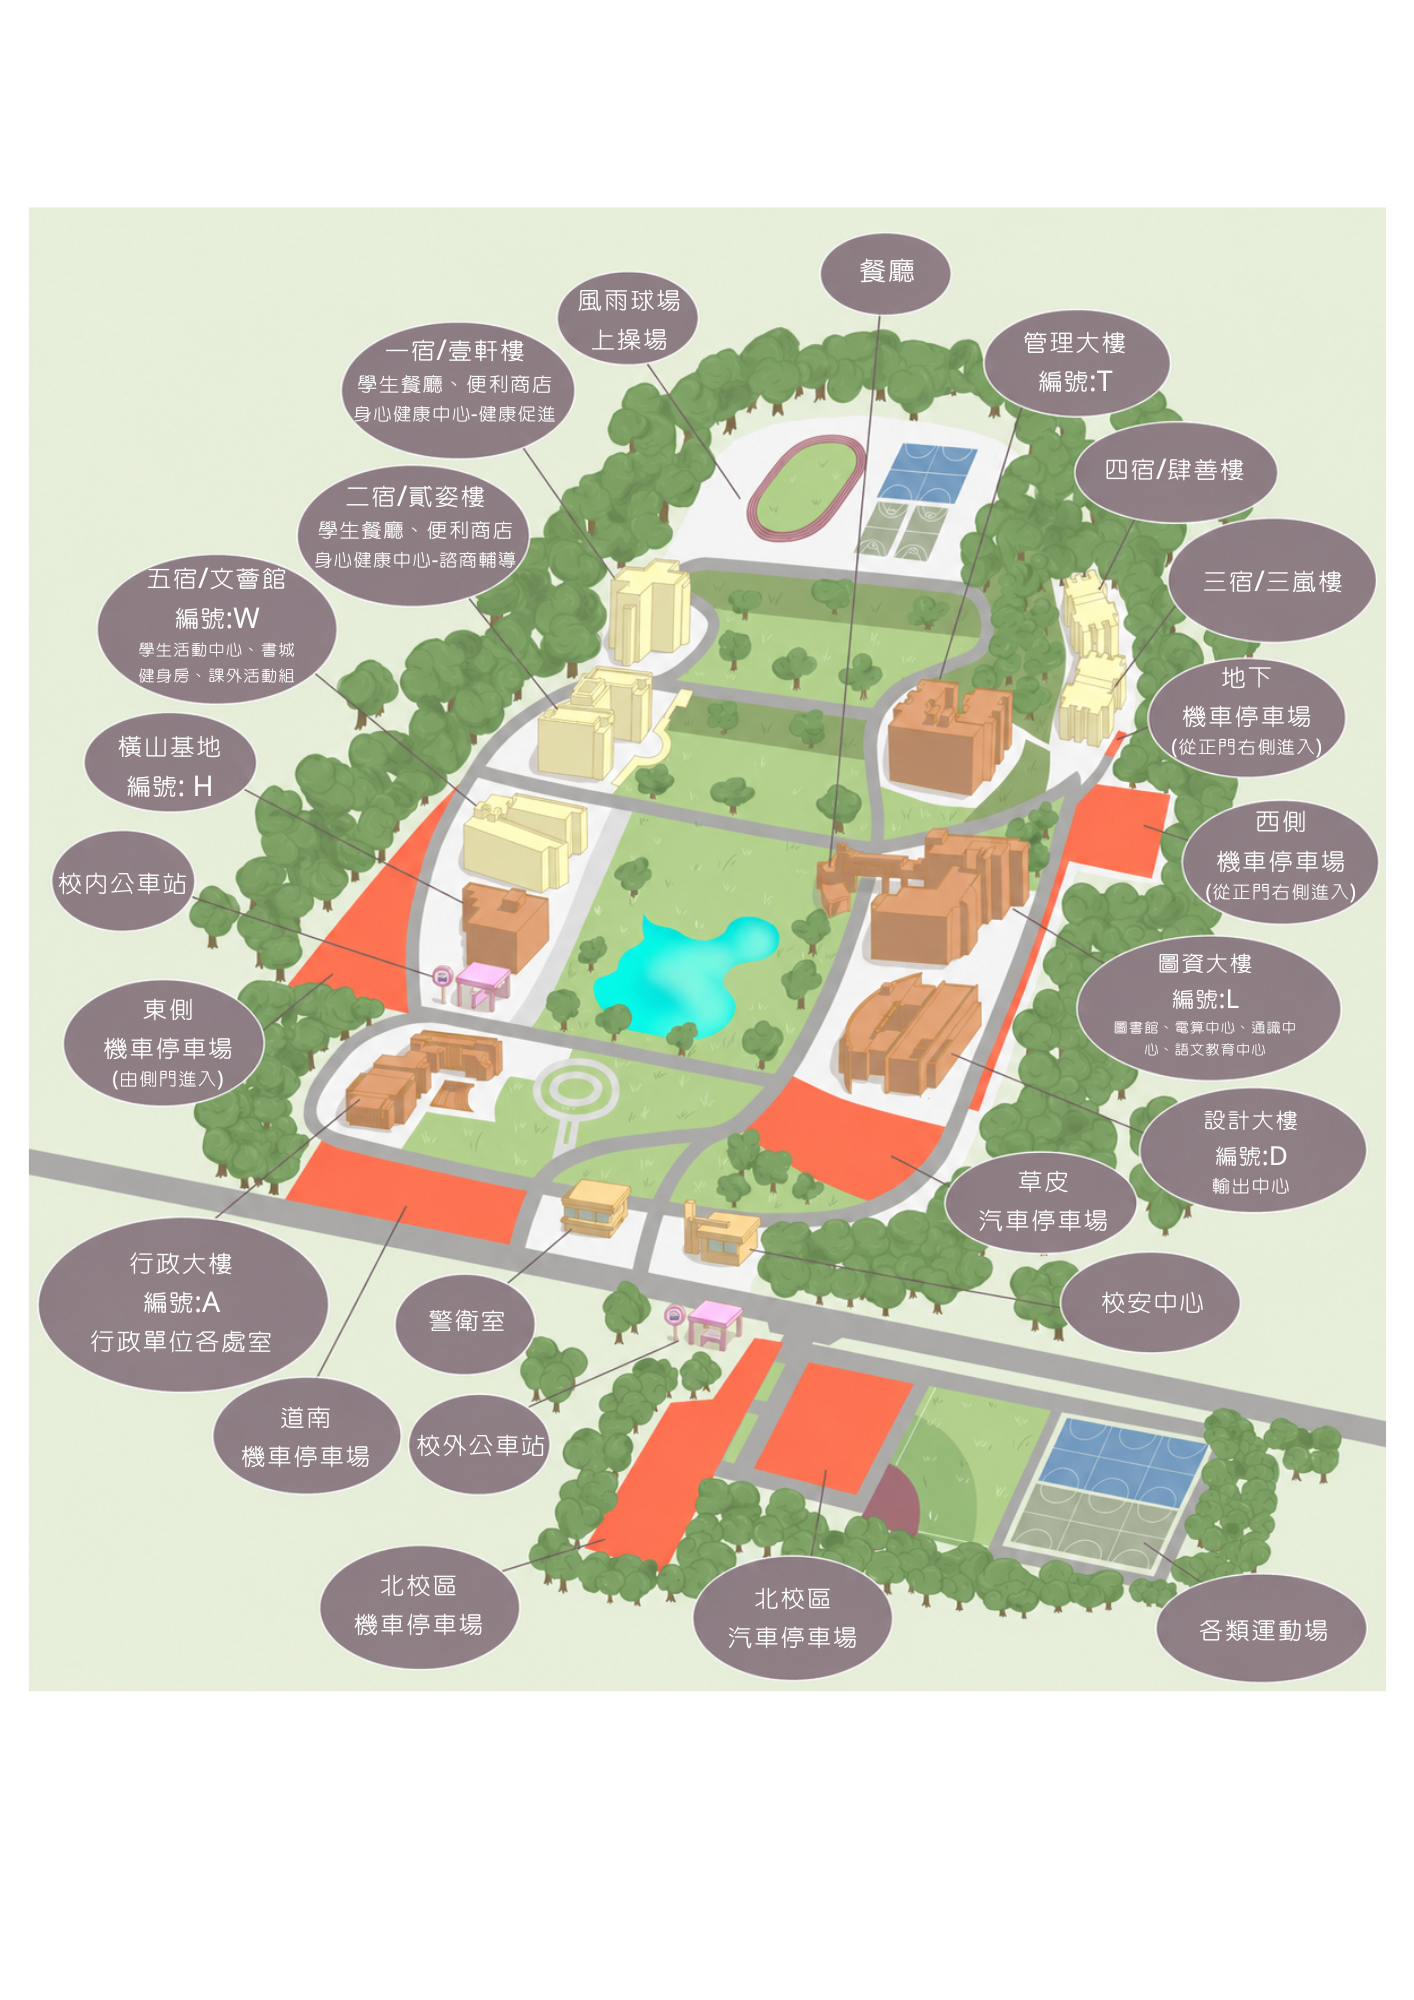 餐廳
風雨球場
上操場
管理大樓
編號:T
一宿/壹軒樓
學生餐廳、便利商店
身心健康中心-健康促進
四宿/肆善樓
二宿/貳姿樓
學生餐廳、便利商店
身心健康中心-諮商輔導
三宿/三嵐樓
五宿/文薈館
編號:W
學生活動中心、書城
健身房、課外活動組
地下
機車停車場
(從正門右側進入)
橫山基地
編號: H
西側
機車停車場
(從正門右側進入)
校內公車站
圖資大樓
編號:L
圖書館、電算中心、通識中
心、語文教育中心
東側
機車停車場
(由側門進入)
設計大樓
編號:D
輸出中心
草皮
汽車停車場
行政大樓
編號:A
行政單位各處室
警衛室
校安中心
道南
機車停車場
校外公車站
北校區
機車停車場
北校區
汽車停車場
各類運動場